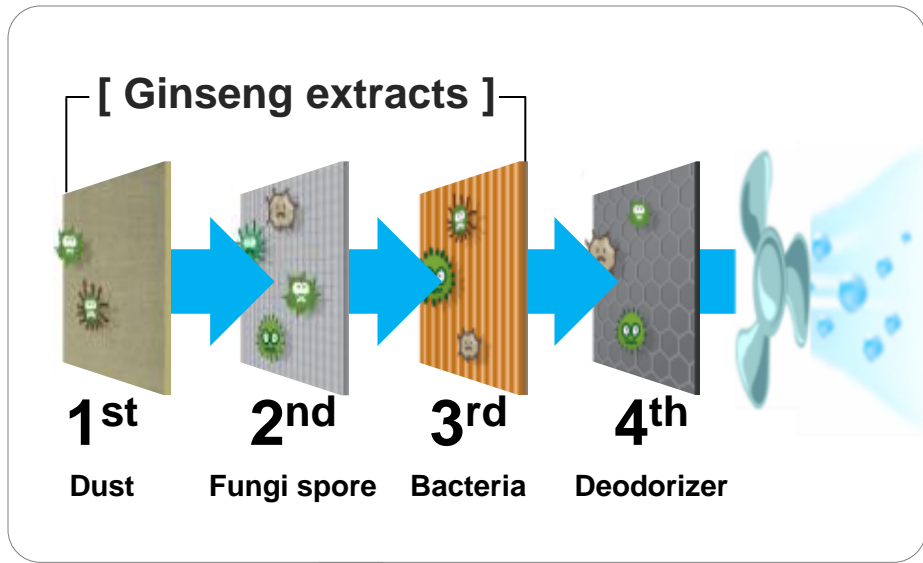 [ Ginseng extracts ]
1st 2nd 3rd 4th
Dust Fungi spore Bacteria Deodorizer